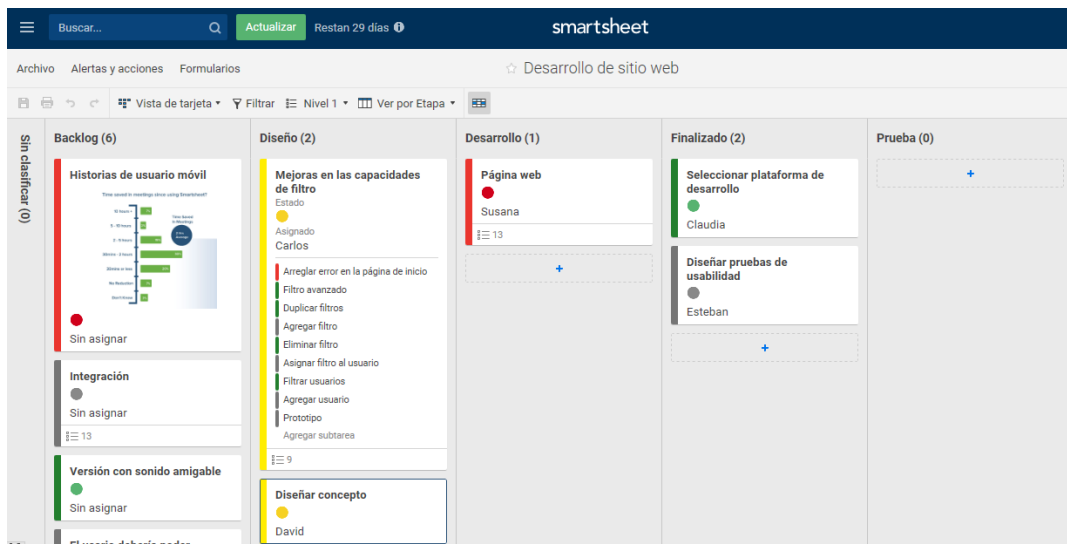 Buscar...
Actualizar
Restan 29 días
smartsheet
Archivo Alertas y acciones Formularios
Desarrollo de sitio web
Vista de tarjeta
Filtrar
Nivel 1
Ver por Etapa
Sin clasificar (0)
Backlog (6)
Historias de usuario móvil
Time saved in meetings since using Smartsheet?
Sin asignar
Integración
Sin asignar
13
Versión con sonido amigable
Sin asignar
Diseño (2)
Mejoras en las capacidades
de filtro
Estado
Asignado
Carlos
Arreglar error en la página de inicio
Filtro avanzado
Duplicar filtros
Agregar filtro
Eliminar filtro
Asignar filtro al usuario
Filtrar usuarios
Agregar usuario
Prototipo
Agregar subtarea
9
Diseñar concepto
David
Desarrollo (1)
Página web
Susana
13
+
Finalizado (2)
Seleccionar plataforma de
desarrollo
Claudia
Diseñar pruebas de
usabilidad
Esteban
+
Prueba (0)
+